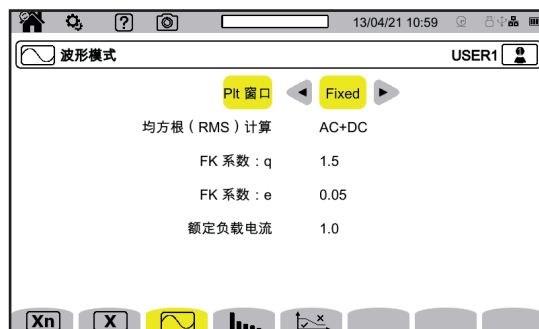 ? 13/04/21 10:59
波形模式 USER1
Plt 窗口 Fixed
均方根（RMS）计算 AC+DC
FK 系数：q 1.5
FK 系数：e 0.05
额定负载电流 1.0
Xn X